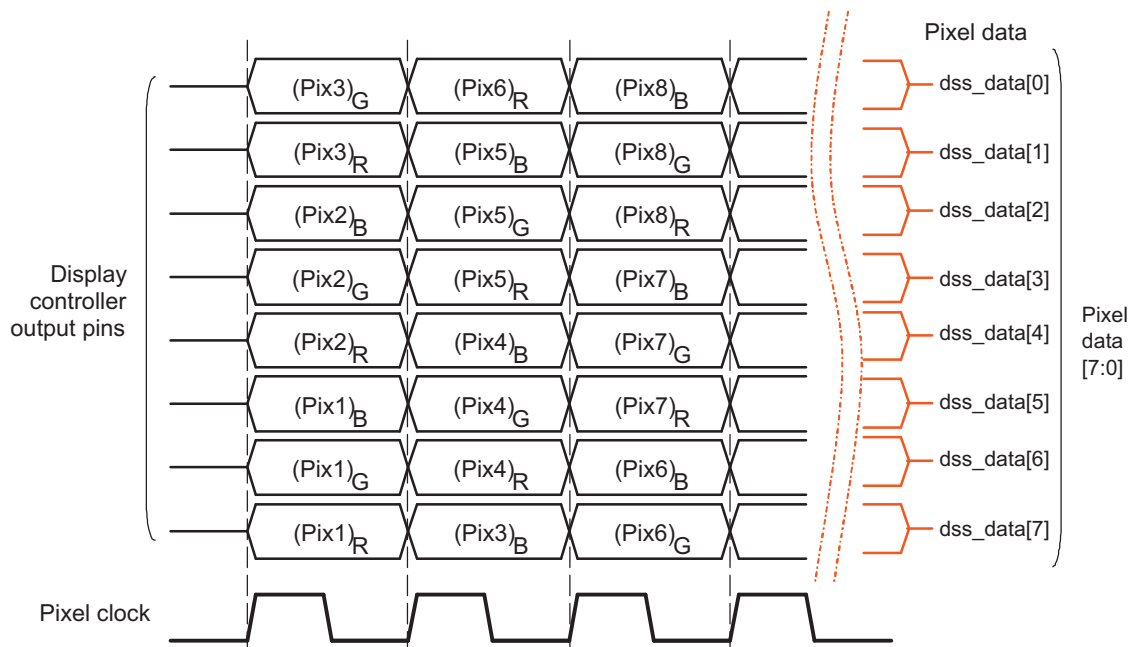 Pixel data
(Pix3)G (Pix6)R (Pix8)B dss_data[0]
(Pix3)R (Pix5)B (Pix8)G dss_data[1]
(Pix2)B (Pix5)G (Pix8)R dss_data[2]
(Pix2)G (Pix5)R (Pix7)B dss_data[3]
(Pix2)R (Pix4)B (Pix7)G dss_data[4]
(Pix1)B (Pix4)G (Pix7)R dss_data[5]
(Pix1)G (Pix4)R (Pix6)B dss_data[6]
(Pix1)R (Pix3)B (Pix6)G dss_data[7]
Display
controller
output pins
Pixel
data
[7:0]
Pixel clock